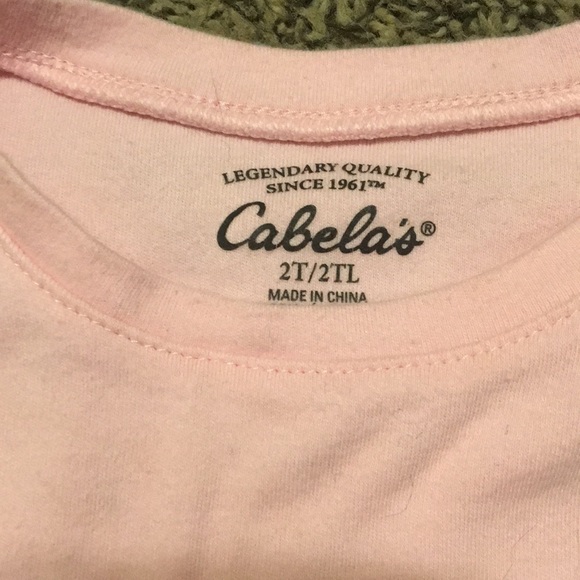 LEGENDARY QUALITY
SINCE 1961™
Cabela's®
2T/2TL
MADE IN CHINA